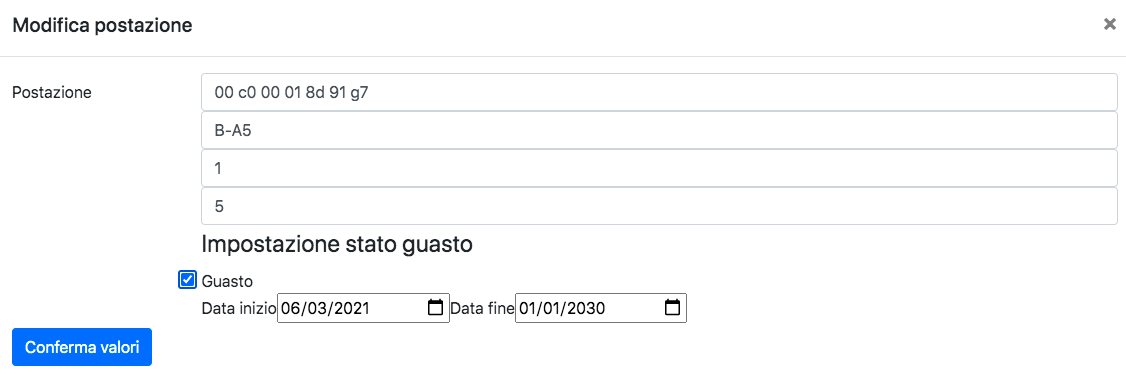 Modifica postazione ×
Postazione 00 c0 00 01 8d 91 g7
B-A5
1
5
Impostazione stato guasto
Guasto
Data inizio 06/03/2021 Data fine 01/01/2030
Conferma valori